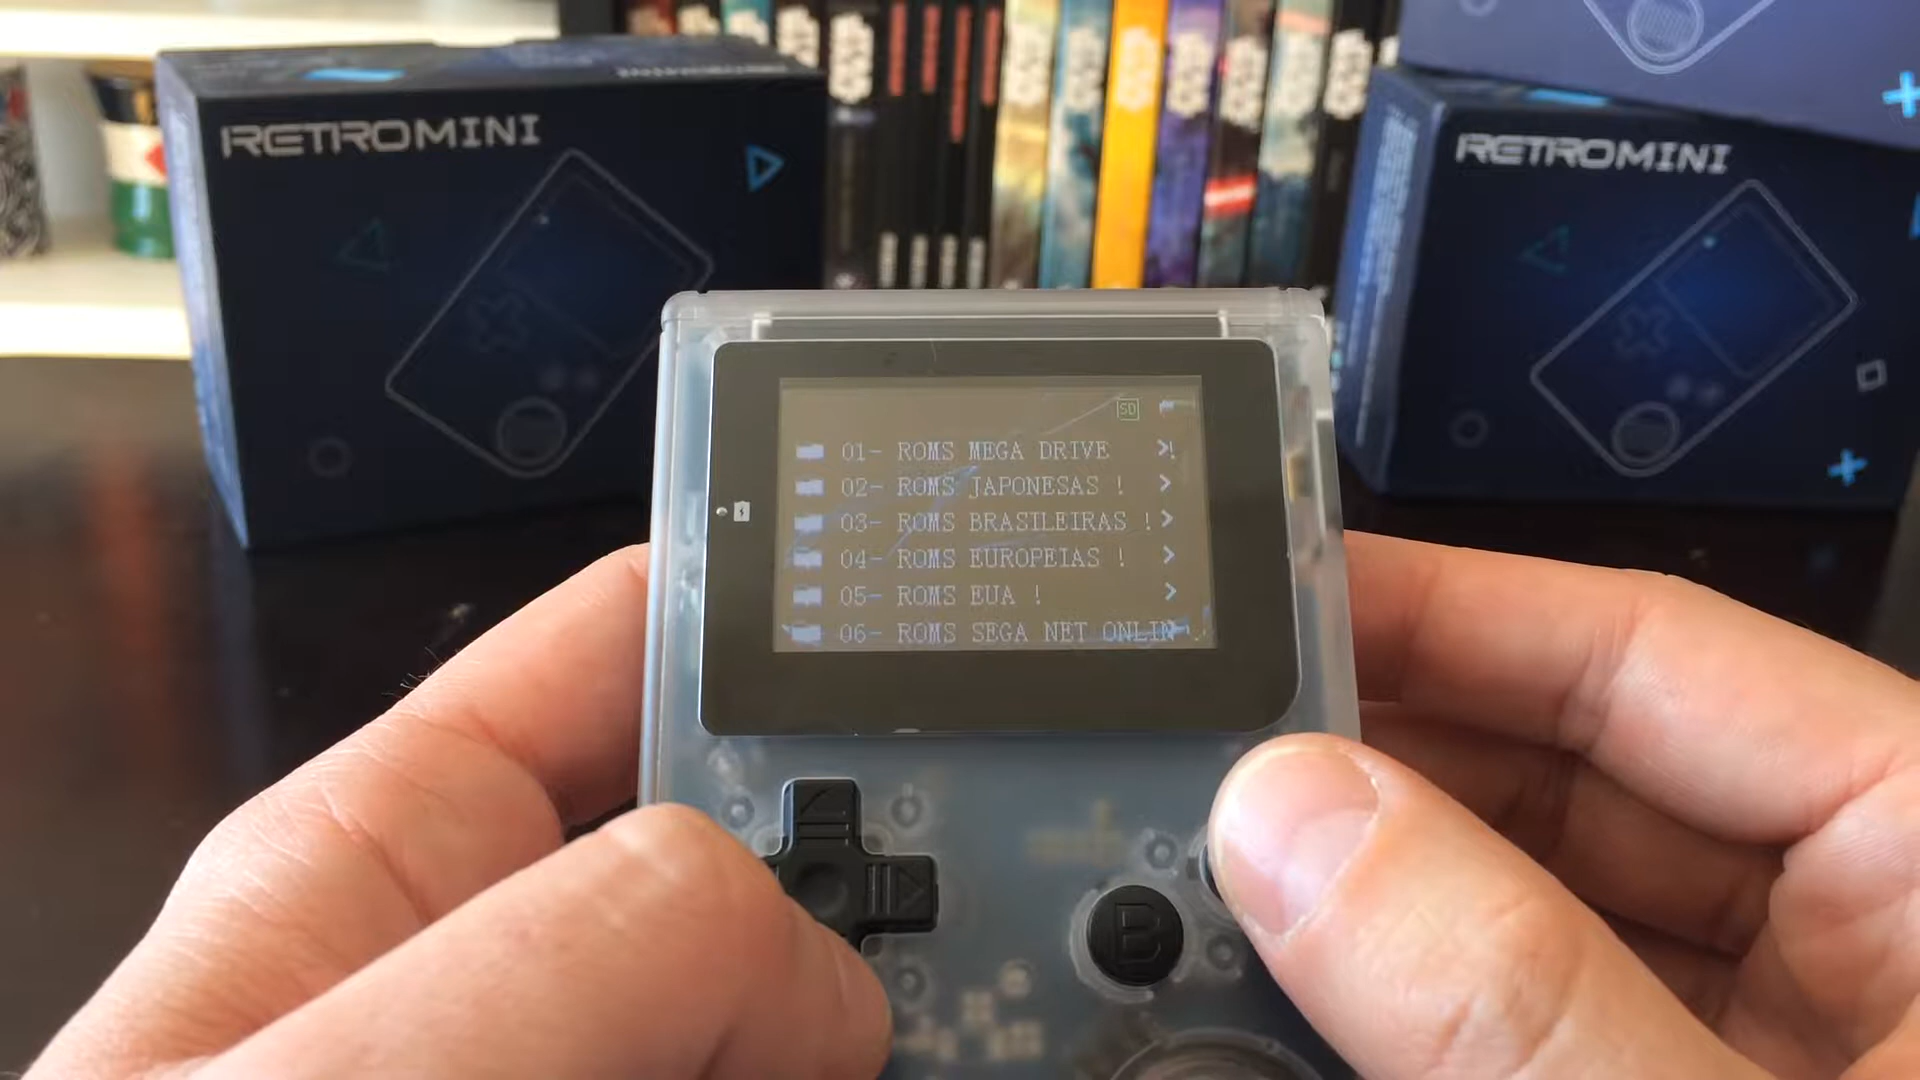 RETROMINI
RETROMINI
SD
01- ROMS MEGA DRIVE !
02- ROMS JAPONESAS !
03- ROMS BRASILEIRAS !
04- ROMS EUROPEIAS !
05- ROMS EUA !
06- ROMS SEGA NET ONLIN
B